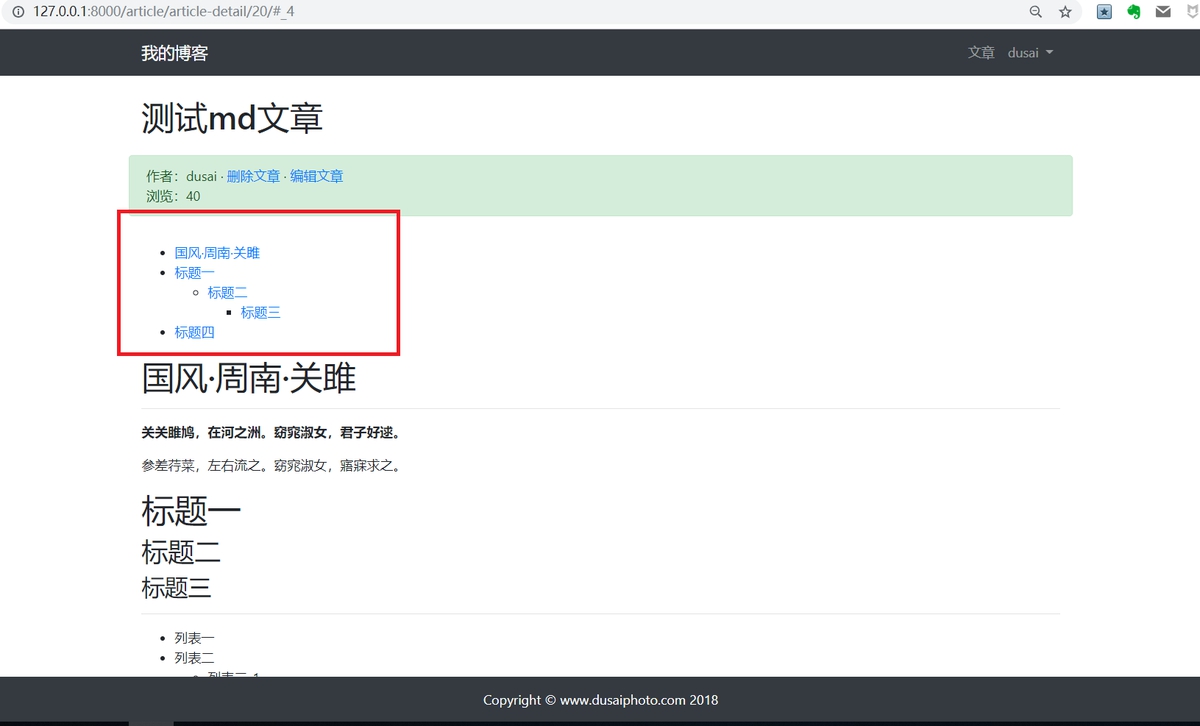 127.0.0.1:8000/article/article-detail/20/#_4
我的博客 文章 dusai
测试md文章
作者：dusai · 删除文章 · 编辑文章
浏览：40
国风·周南·关雎
标题一
标题二
标题三
标题四
国风·周南·关雎
关关雎鸠，在河之洲。窈窕淑女，君子好逑。
参差荇菜，左右流之。窈窕淑女，寤寐求之。
标题一
标题二
标题三
列表一
列表二
Copyright © www.dusaiphoto.com 2018